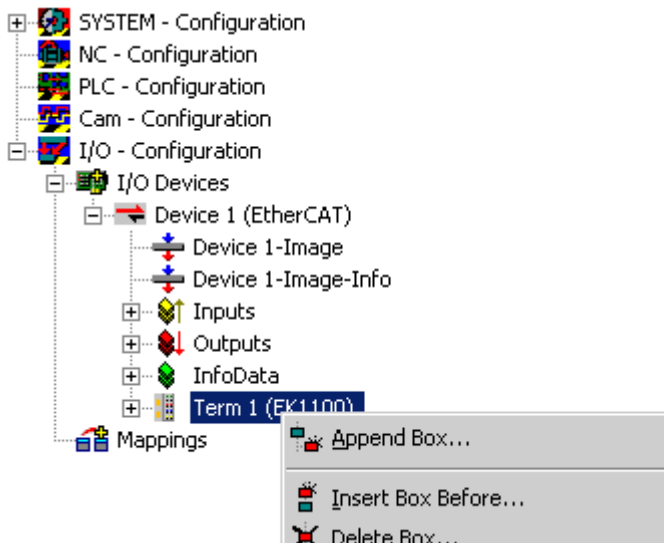 SYSTEM - Configuration
NC - Configuration
PLC - Configuration
Cam - Configuration
I/O - Configuration
I/O Devices
Device 1 (EtherCAT)
Device 1-Image
Device 1-Image-Info
Inputs
Outputs
InfoData
Term 1 (EK1100)
Mappings
Append Box...
Insert Box Before...
Delete Box...